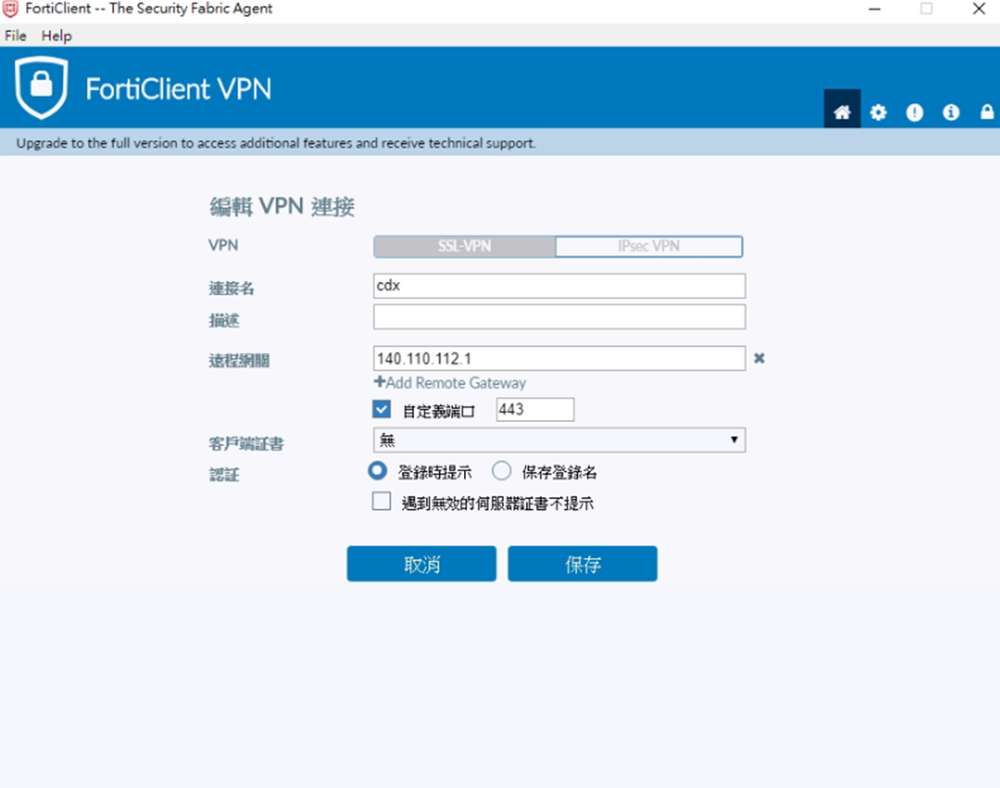 FortiClient -- The Security Fabric Agent
File Help
FortiClient VPN
Upgrade to the full version to access additional features and receive technical support.
編輯 VPN 連接
VPN SSL-VPN IPsec VPN
連接名 cdx
描述
遠程網關 140.110.112.1
Add Remote Gateway
自定義端口 443
客戶端証書 無
認証 登錄時提示 保存登錄名
遇到無效的伺服器証書不提示
取消 保存